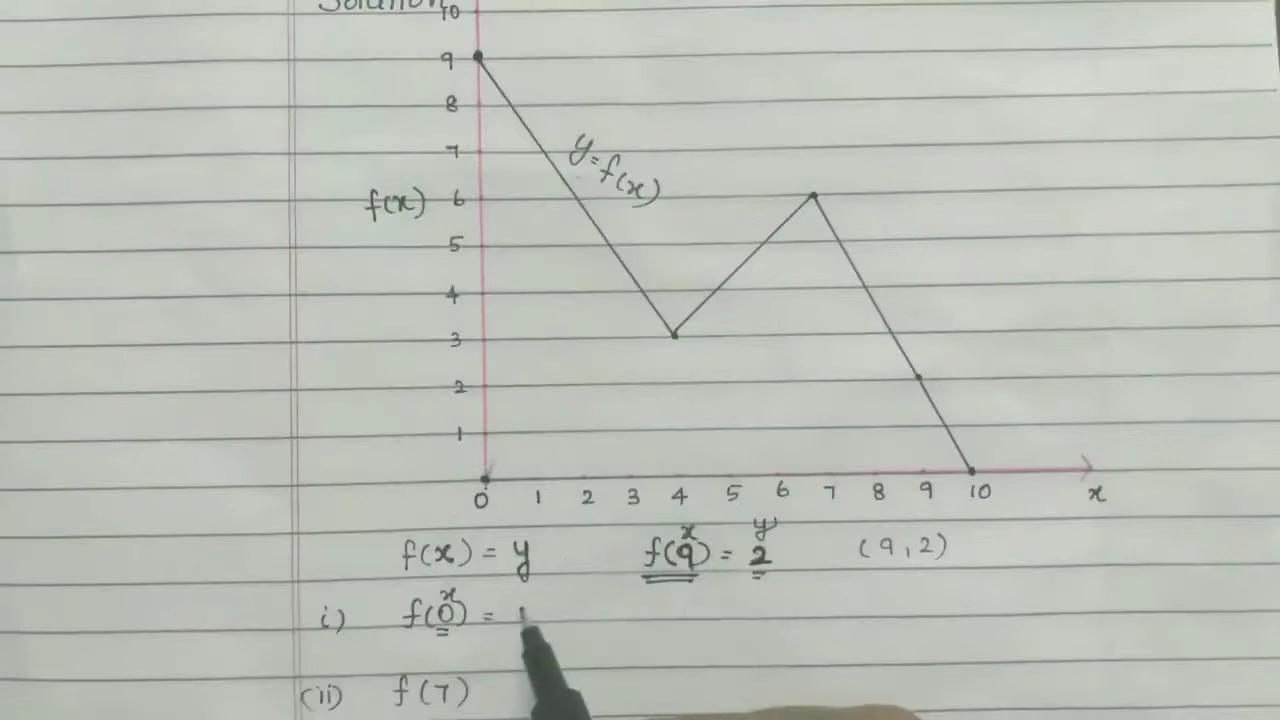 Solution
10
9
8
7
y=f(x)
f(x) 6
5
4
3
2
1
0 1 2 3 4 5 6 7 8 9 10 x
x y
f(x) = y f(9) = 2 (9,2)
x
i) f(0) =
(ii) f(7)